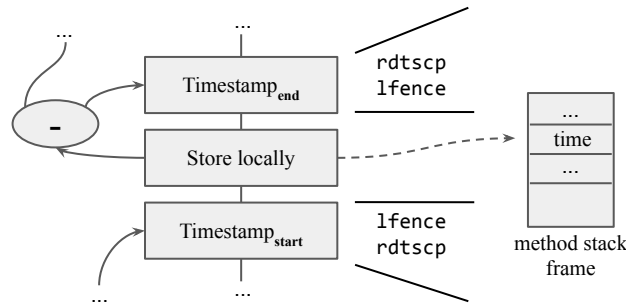 ...
...
Timestamp_end
rdtscp
lfence
-
Store locally
...
time
...
Timestamp_start
lfence
rdtscp
method stack
frame
...
...